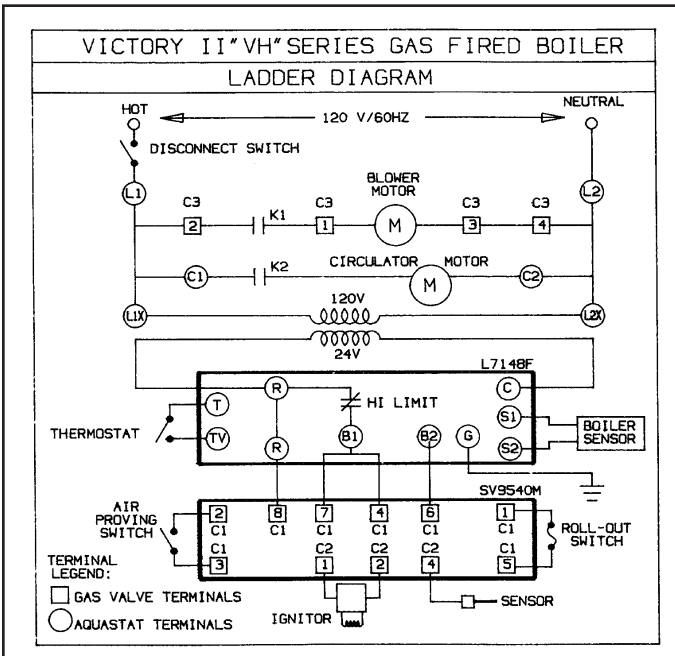 VICTORY II"VH"SERIES GAS FIRED BOILER
LADDER DIAGRAM
HOT
120 V/60HZ
NEUTRAL
DISCONNECT SWITCH
L1
L2
BLOWER
MOTOR
C3 C3 C3 C3
2 K1 1 M 3 4
CIRCULATOR MOTOR
C1 K2 M C2
L1X 120V L2X
24V
L7148F
R C
T HI LIMIT S1
THERMOSTAT BOILER
SENSOR
TV R B1 B2 G S2
SV9540M
AIR
PROVING
SWITCH
2 8 7 4 6 1
C1 C1 C1 C1 C1 C1
ROLL-OUT
SWITCH
C1 C2 C2 C2 C1
3 1 2 4 5
TERMINAL
LEGEND:
GAS VALVE TERMINALS
AQUASTAT TERMINALS
IGNITOR
SENSOR